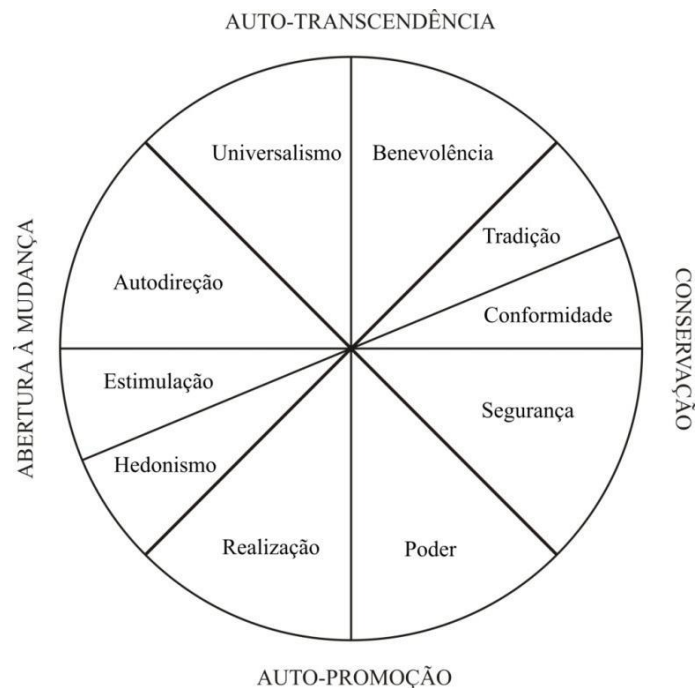 AUTO-TRANSCENDÊNCIA
Universalismo
Benevolência
Tradição
Autodireção
Conformidade
ABERTURA À MUDANÇA
CONSERVAÇÃO
Estimulação
Segurança
Hedonismo
Realização
Poder
AUTO-PROMOÇÃO